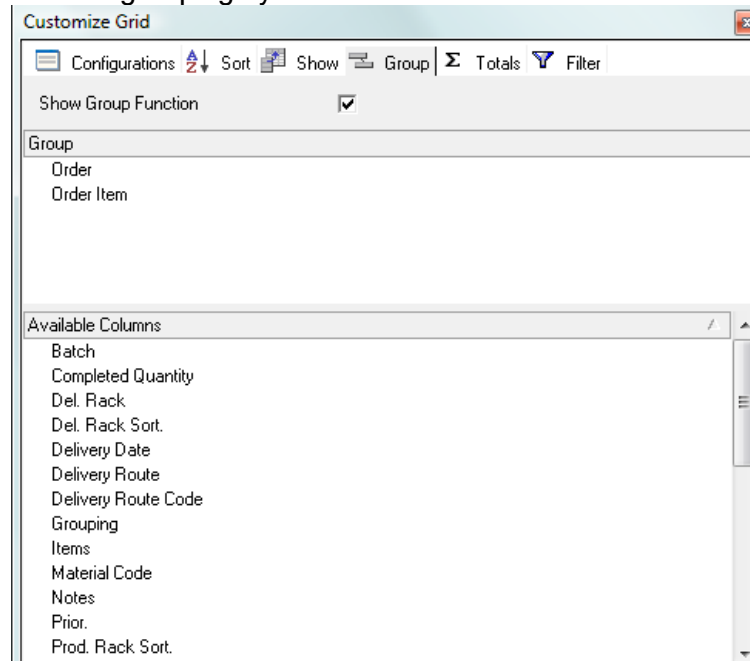 Customize Grid
Configurations Sort Show Group Σ Totals Filter
Show Group Function
Group
Order
Order Item
Available Columns
Batch
Completed Quantity
Del. Rack
Del. Rack Sort.
Delivery Date
Delivery Route
Delivery Route Code
Grouping
Items
Material Code
Notes
Prior.
Prod. Rack Sort.